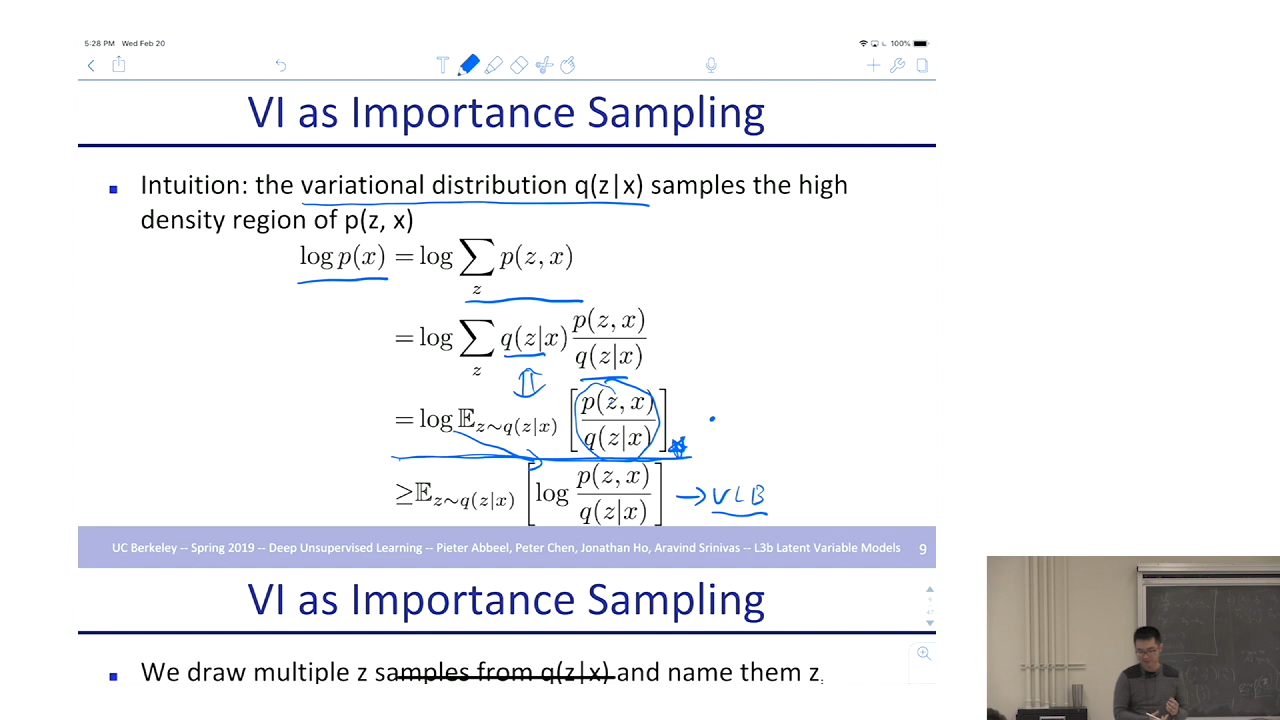 5:28 PM Wed Feb 20
100%
VI as Importance Sampling
▪ Intuition: the variational distribution q(z|x) samples the high
density region of p(z, x)
log p(x) = log ∑_z p(z, x)
= log ∑_z q(z|x) p(z, x) / q(z|x)
= log 𝔼_{z∼q(z|x)} [ p(z, x) / q(z|x) ]
≥ 𝔼_{z∼q(z|x)} [ log p(z, x) / q(z|x) ] → VLB
UC Berkeley -- Spring 2019 -- Deep Unsupervised Learning -- Pieter Abbeel, Peter Chen, Jonathan Ho, Aravind Srinivas -- L3b Latent Variable Models 9
VI as Importance Sampling
▪ We draw multiple z samples from q(z|x) and name them z